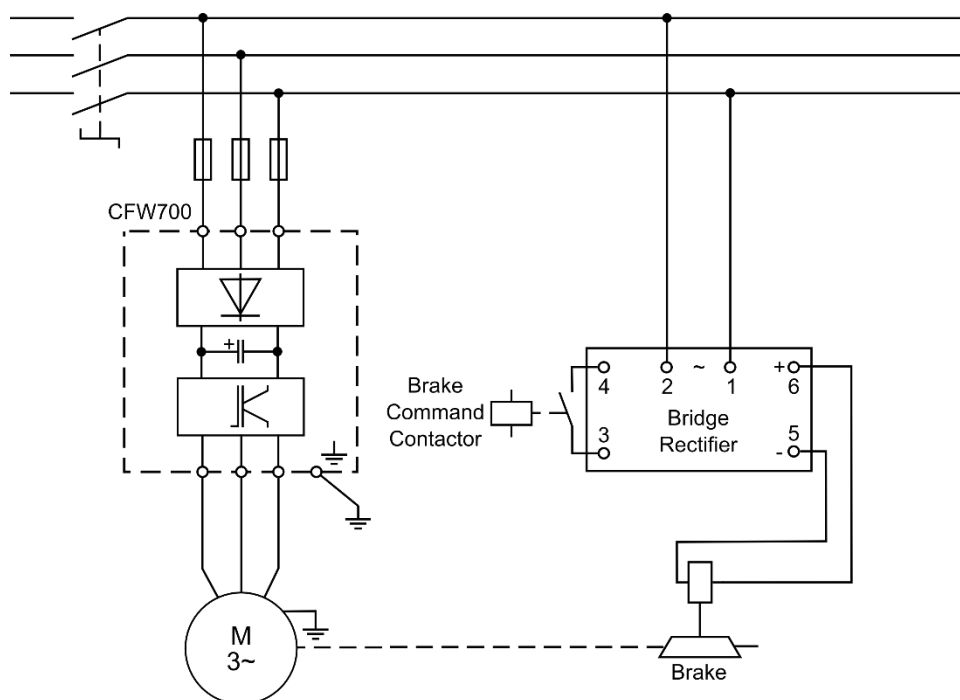 CFW700
+
Brake
Command
Contactor
4
2
~
1
+
6
3
Bridge
Rectifier
5
-
M
3~
Brake